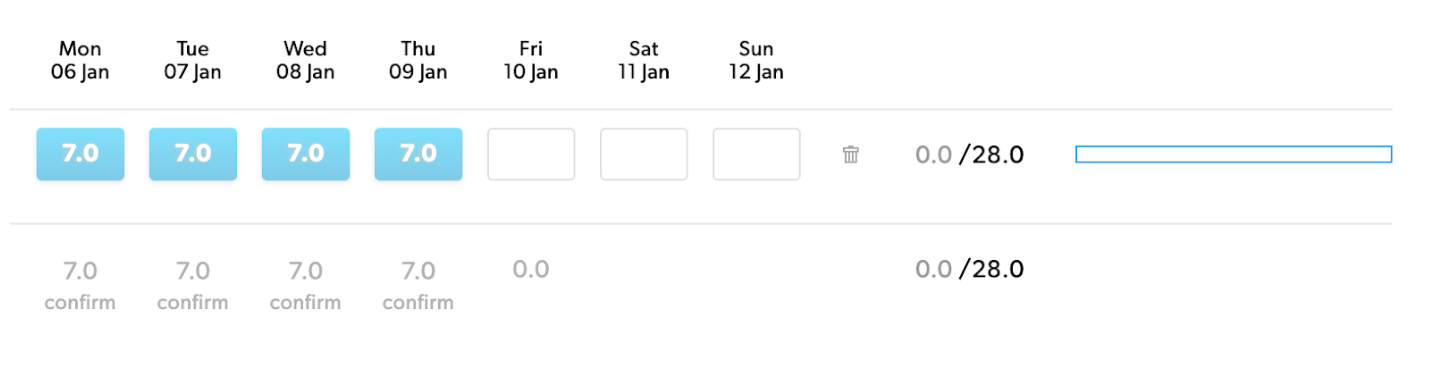 Mon Tue Wed Thu Fri Sat Sun
06 Jan 07 Jan 08 Jan 09 Jan 10 Jan 11 Jan 12 Jan
7.0 7.0 7.0 7.0 0.0 /28.0
7.0 7.0 7.0 7.0 0.0 0.0 /28.0
confirm confirm confirm confirm